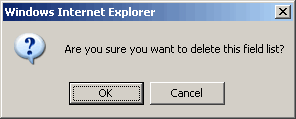 Windows Internet Explorer
Are you sure you want to delete this field list?
OK
Cancel